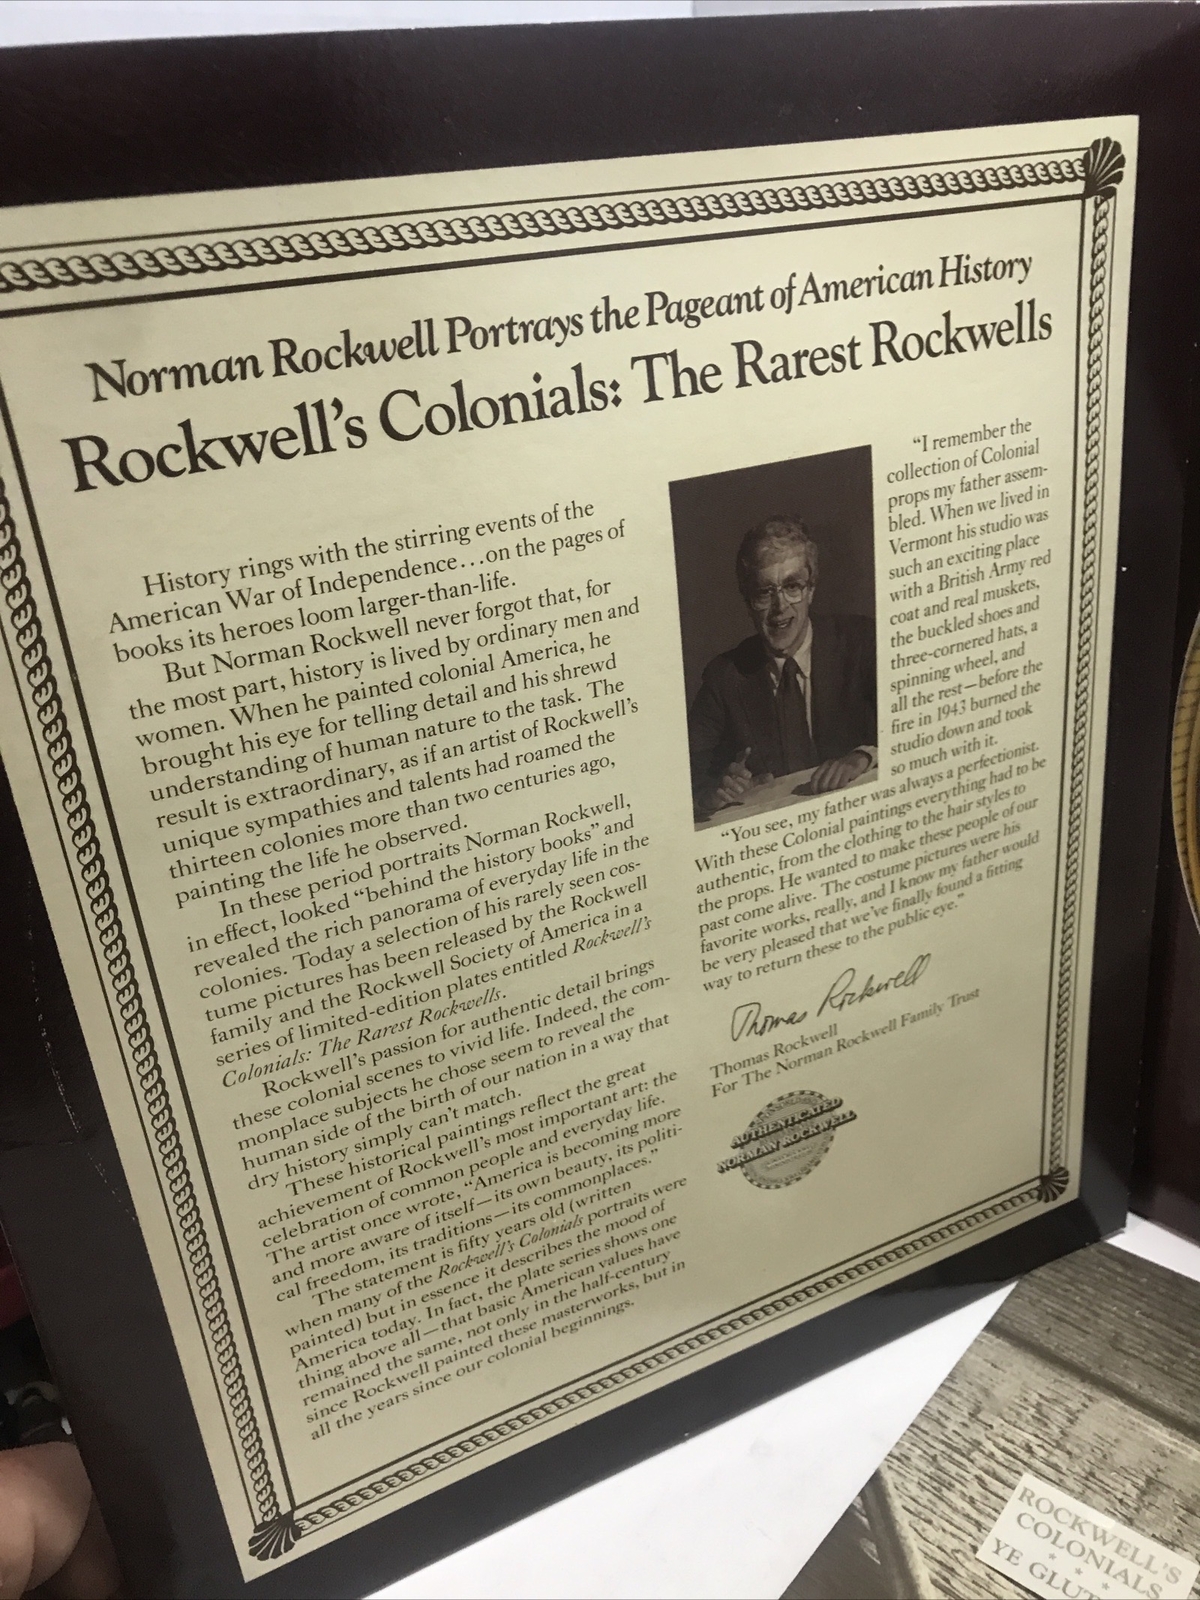 Norman Rockwell Portrays the Pageant of American History
Rockwell's Colonials: The Rarest Rockwells
History rings with the stirring events of the
American War of Independence...on the pages of
books its heroes loom larger-than-life.
But Norman Rockwell never forgot that, for
the most part, history is lived by ordinary men and
women. When he painted colonial America, he
brought his eye for telling detail and his shrewd
understanding of human nature to the task. The
result is extraordinary, as if an artist of Rockwell's
unique sympathies and talents had roamed the
thirteen colonies more than two centuries ago,
painting the life he observed.
In these period portraits Norman Rockwell,
in effect, looked "behind the history books" and
revealed the rich panorama of everyday life in the
colonies. Today a selection of his rarely seen cos-
tume pictures has been released by the Rockwell
family and the Rockwell Society of America in a
series of limited-edition plates entitled Rockwell's
Colonials: The Rarest Rockwells.
Rockwell's passion for authentic detail brings
these colonial scenes to vivid life. Indeed, the com-
monplace subjects he chose seem to reveal the
human side of the birth of our nation in a way that
dry history simply can't match.
These historical paintings reflect the great
achievement of Rockwell's most important art: the
celebration of common people and everyday life.
The artist once wrote, "America is becoming more
and more aware of itself—its own beauty, its politi-
cal freedom, its traditions—its commonplaces."
The statement is fifty years old (written
when many of the Rockwell's Colonials portraits were
painted) but in essence it describes the mood of
America today. In fact, the plate series shows one
thing above all—that basic American values have
remained the same, not only in the half-century
since Rockwell painted these masterworks, but in
all the years since our colonial beginnings.
"I remember the
collection of Colonial
props my father assem-
bled. When we lived in
Vermont his studio was
such an exciting place
with a British Army red
coat and real muskets,
the buckled shoes and
three-cornered hats, a
spinning wheel, and
all the rest—before the
fire in 1943 burned the
studio down and took
so much with it.
"You see, my father was always a perfectionist.
With these Colonial paintings everything had to be
authentic, from the clothing to the hair styles to
the props. He wanted to make these people of our
past come alive. The costume pictures were his
favorite works, really, and I know my father would
be very pleased that we've finally found a fitting
way to return these to the public eye."
Thomas Rockwell
Thomas Rockwell
For The Norman Rockwell Family Trust
AUTHENTICATED
NORMAN ROCKWELL
ROCKWELL'S
COLONIALS
YE